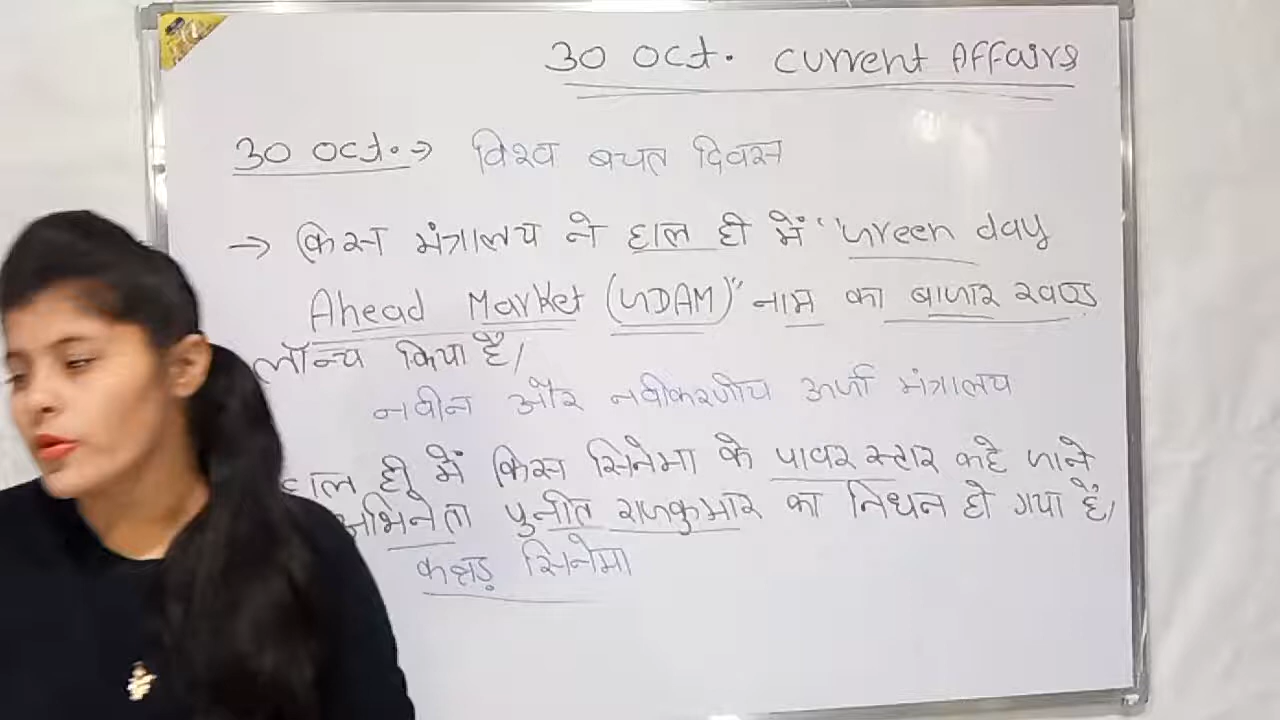 30 Oct. Current Affairs
30 Oct. → विश्व बचत दिवस
→ किस मंत्रालय ने हाल ही में "Green day
Ahead Market (GDAM)" नाम का बाजार खण्ड
लॉन्च किया है।
नवीन और नवीकरणीय ऊर्जा मंत्रालय
हाल ही में किस सिनेमा के पावर स्टार कहे जाने
अभिनेता पुनीत राजकुमार का निधन हो गया है।
कन्नड़ सिनेमा